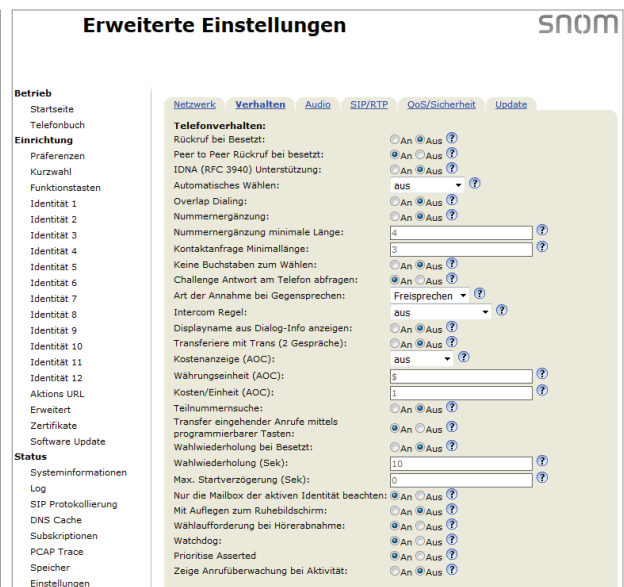 Erweiterte Einstellungen
snom
Betrieb
Startseite
Telefonbuch
Einrichtung
Präferenzen
Kurzwahl
Funktionstasten
Identität 1
Identität 2
Identität 3
Identität 4
Identität 5
Identität 6
Identität 7
Identität 8
Identität 9
Identität 10
Identität 11
Identität 12
Aktions URL
Erweitert
Zertifikate
Software Update
Status
Systeminformationen
Log
SIP Protokollierung
DNS Cache
Subskriptionen
PCAP Trace
Speicher
Einstellungen
Netzwerk Verhalten Audio SIP/RTP QoS/Sicherheit Update
Telefonverhalten:
Rückruf bei Besetzt: An Aus ?
Peer to Peer Rückruf bei besetzt: An Aus ?
IDNA (RFC 3940) Unterstützung: An Aus ?
Automatisches Wählen: aus ?
Overlap Dialing: An Aus ?
Nummernergänzung: An Aus ?
Nummernergänzung minimale Länge: 4 ?
Kontaktanfrage Minimallänge: 3 ?
Keine Buchstaben zum Wählen: An Aus ?
Challenge Antwort am Telefon abfragen: An Aus ?
Art der Annahme bei Gegensprechen: Freisprechen ?
Intercom Regel: aus ?
Displayname aus Dialog-Info anzeigen: An Aus ?
Transferiere mit Trans (2 Gespräche): An Aus ?
Kostenanzeige (AOC): aus ?
Währungseinheit (AOC): $ ?
Kosten/Einheit (AOC): 1 ?
Teilnummernsuche: An Aus ?
Transfer eingehender Anrufe mittels
programmierbarer Tasten: An Aus ?
Wahlwiederholung bei Besetzt: An Aus ?
Wahlwiederholung (Sek): 10 ?
Max. Startverzögerung (Sek): 0 ?
Nur die Mailbox der aktiven Identität beachten: An Aus ?
Mit Auflegen zum Ruhebildschirm: An Aus ?
Wählaufforderung bei Hörerabnahme: An Aus ?
Watchdog: An Aus ?
Prioritise Asserted An Aus ?
Zeige Anrufüberwachung bei Aktivität: An Aus ?